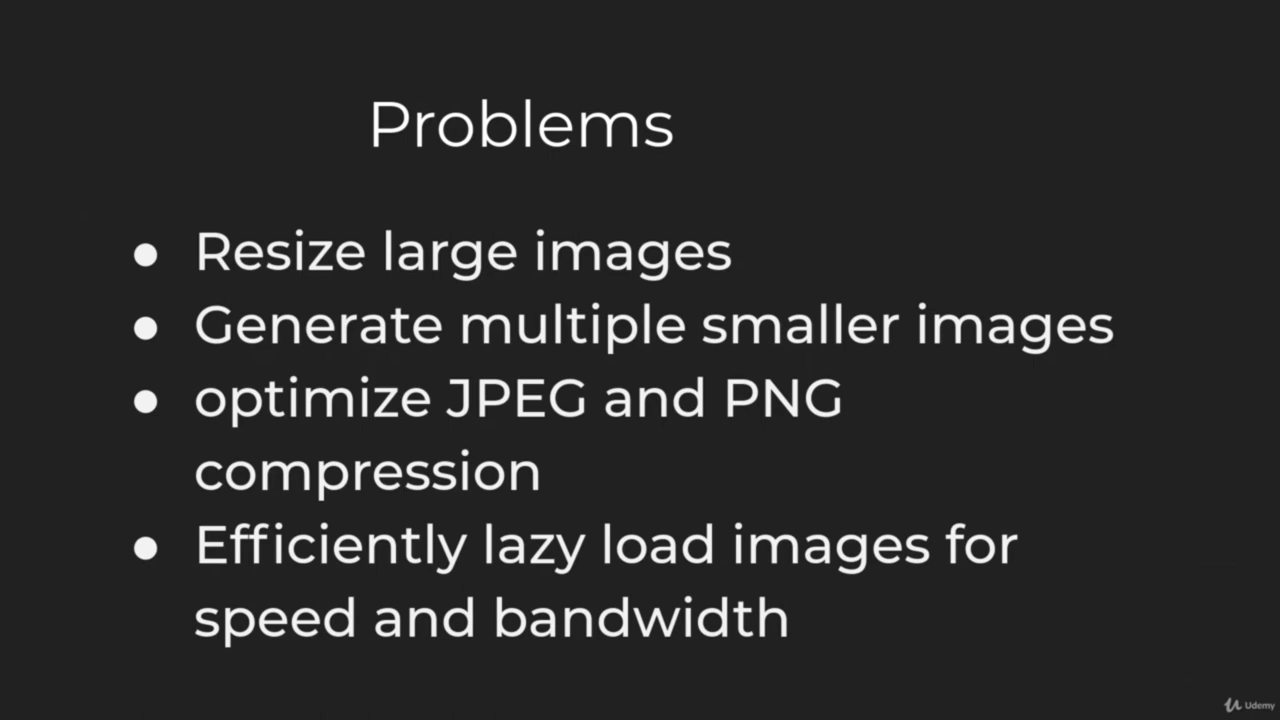 Problems
● Resize large images
● Generate multiple smaller images
● optimize JPEG and PNG
compression
● Efficiently lazy load images for
speed and bandwidth
Udemy